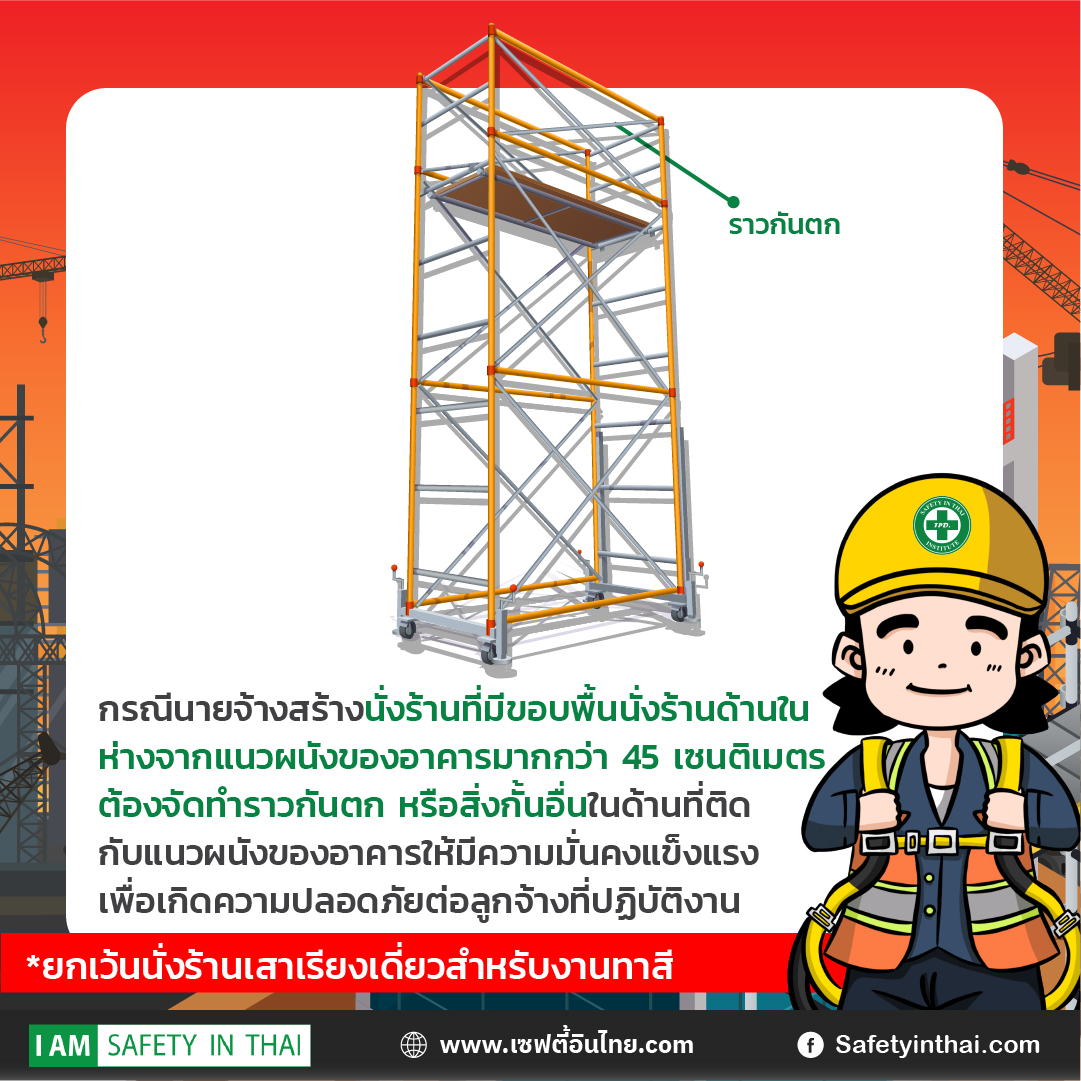 ราวกันตก
SAFETY IN THAI
TPD.
INSTITUTE
กรณีนายจ้างสร้างนั่งร้านที่มีขอบพื้นนั่งร้านด้านใน
ห่างจากแนวผนังของอาคารมากกว่า 45 เซนติเมตร
ต้องจัดทำราวกันตก หรือสิ่งกั้นอื่นในด้านที่ติด
กับแนวผนังของอาคารให้มีความมั่นคงแข็งแรง
เพื่อเกิดความปลอดภัยต่อลูกจ้างที่ปฏิบัติงาน
*ยกเว้นนั่งร้านเสาเรียงเดี่ยวสำหรับงานทาสี
I AM SAFETY IN THAI
www.เซฟตี้อินไทย.com
Safetyinthai.com